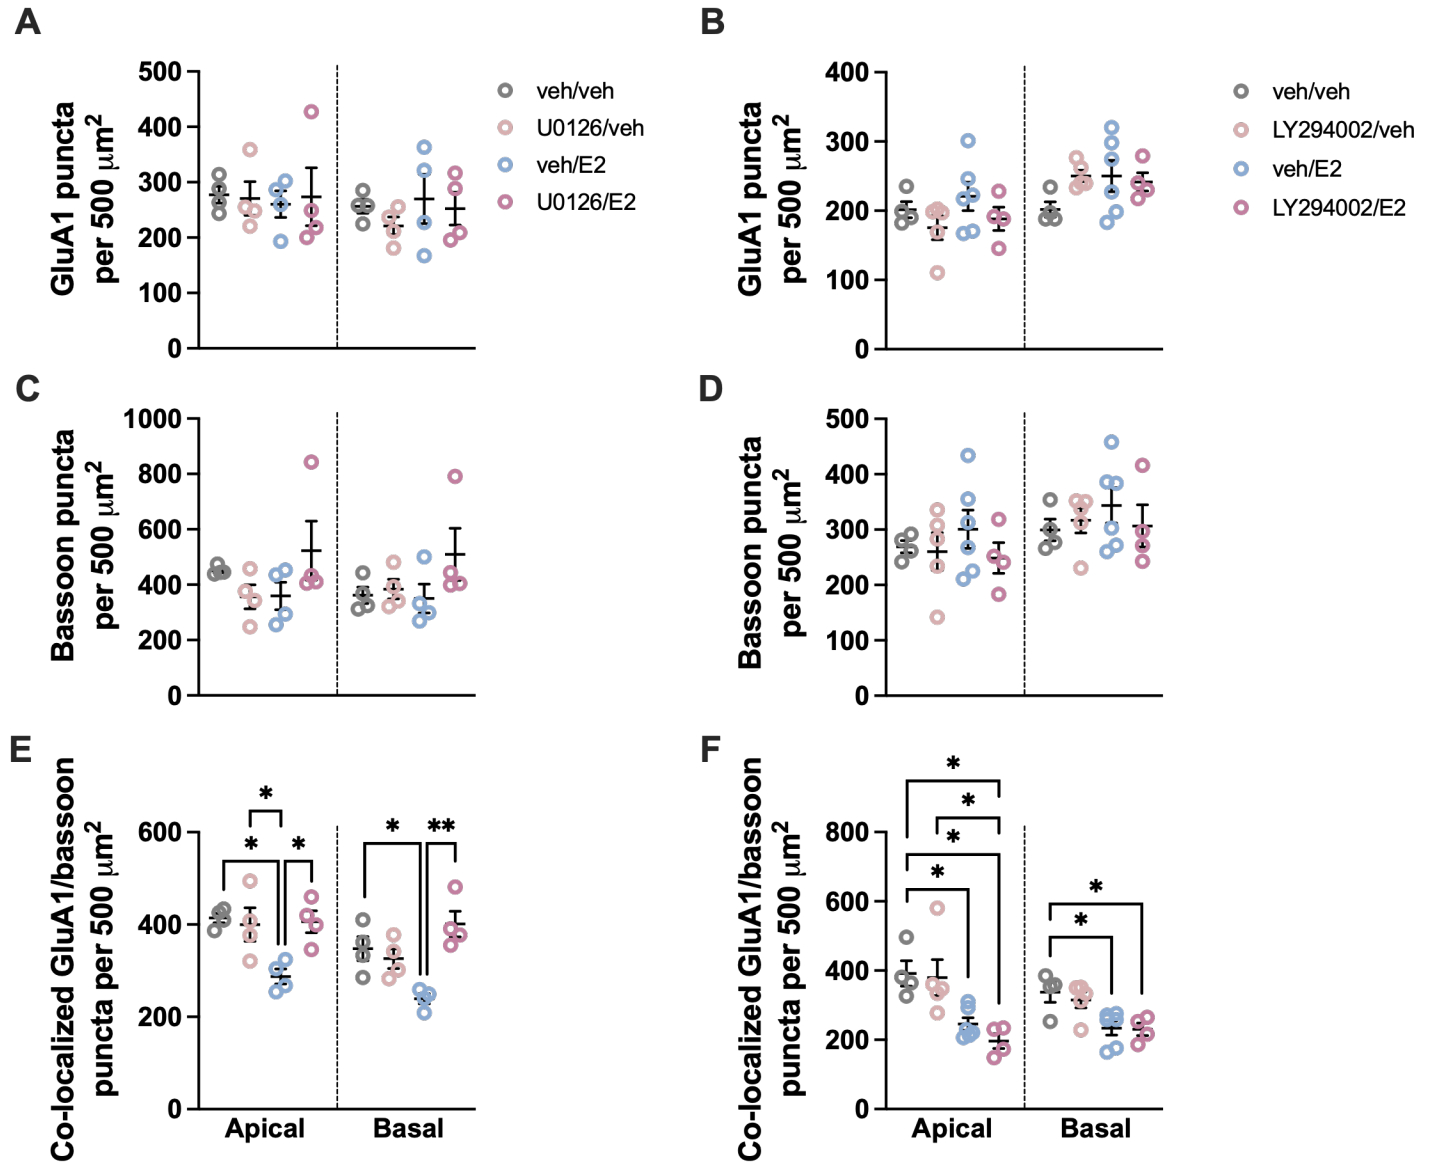 A
GluA1 puncta
per 500 μm2
500
400
300
200
100
0
veh/veh
U0126/veh
veh/E2
U0126/E2
B
GluA1 puncta
per 500 μm2
400
300
200
100
0
veh/veh
LY294002/veh
veh/E2
LY294002/E2
C
Bassoon puncta
per 500 μm2
1000
800
600
400
200
0
D
Bassoon puncta
per 500 μm2
500
400
300
200
100
0
E
Co-localized GluA1/bassoon
puncta per 500 μm2
600
400
200
0
*
*
*
*
**
Apical
Basal
F
Co-localized GluA1/bassoon
puncta per 500 μm2
800
600
400
200
0
*
*
*
*
*
*
Apical
Basal